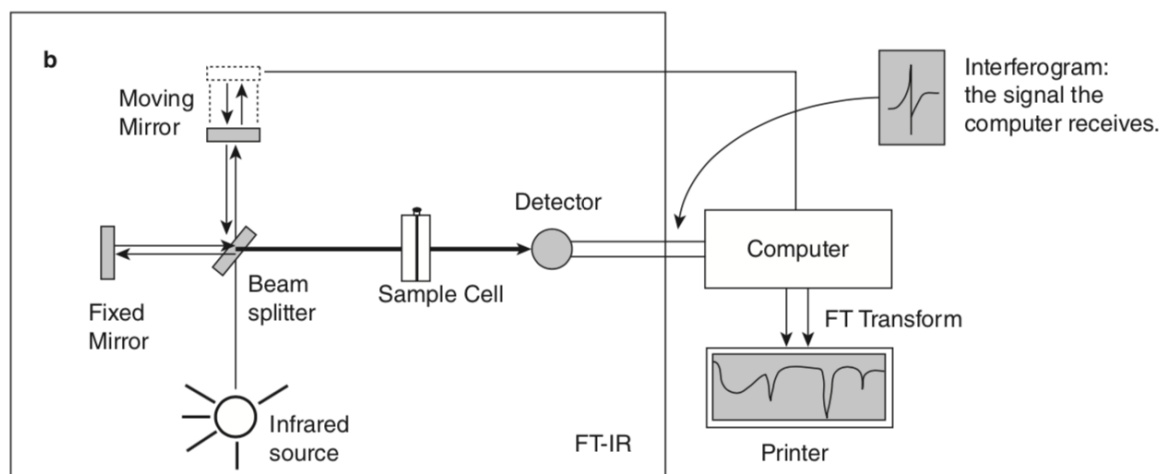 b
Moving
Mirror
Interferogram:
the signal the
computer receives.
Detector
Computer
Beam
splitter
Sample Cell
Fixed
Mirror
FT Transform
Infrared
source
FT-IR
Printer